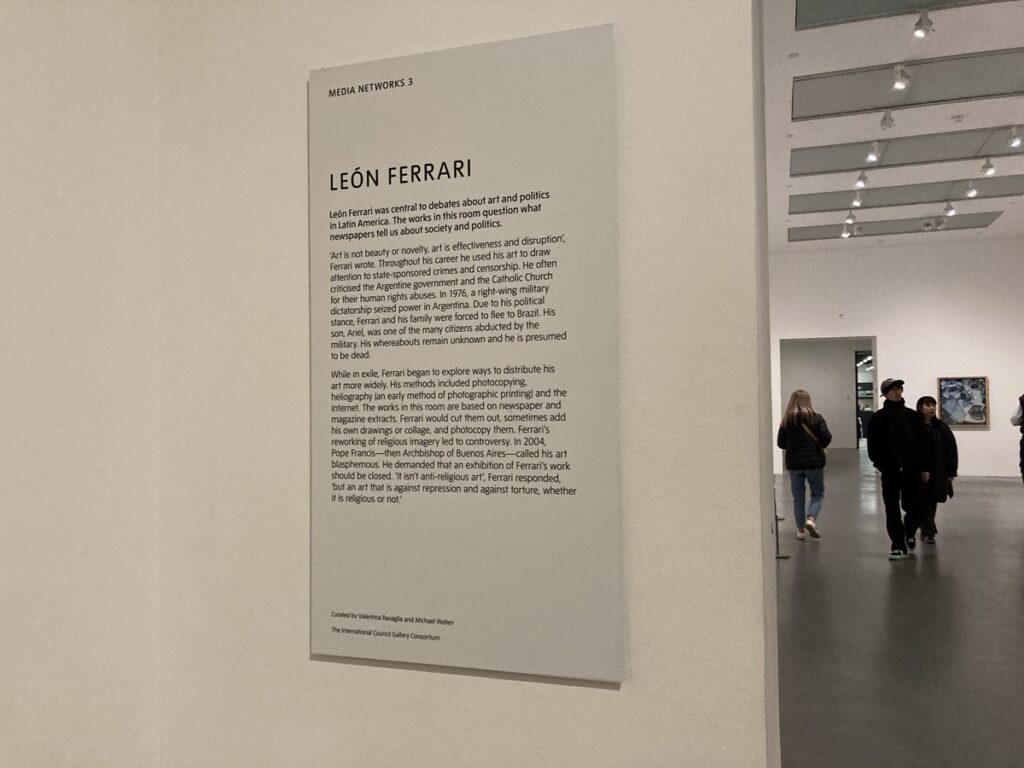 MEDIA NETWORKS 3
LEÓN FERRARI
León Ferrari was central to debates about art and politics
in Latin America. The works in this room question what
newspapers tell us about society and politics.
‘Art is not beauty or novelty, art is effectiveness and disruption’,
Ferrari wrote. Throughout his career he used his art to draw
attention to state-sponsored crimes and censorship. He often
criticised the Argentine government and the Catholic Church
for their human rights abuses. In 1976, a right-wing military
dictatorship seized power in Argentina. Due to his political
stance, Ferrari and his family were forced to flee to Brazil. His
son, Ariel, was one of the many citizens abducted by the
military. His whereabouts remain unknown and he is presumed
to be dead.
While in exile, Ferrari began to explore ways to distribute his
art more widely. His methods included photocopying,
heliography (an early method of photographic printing) and the
internet. The works in this room are based on newspaper and
magazine extracts. Ferrari would cut them out, sometimes add
his own drawings or collage, and photocopy them. Ferrari’s
reworking of religious imagery led to controversy. In 2004,
Pope Francis—then Archbishop of Buenos Aires—called his art
blasphemous. He demanded that an exhibition of Ferrari’s work
should be closed. ‘It isn’t anti-religious art’, Ferrari responded,
‘but an art that is against repression and against torture, whether
it is religious or not.’
Curated by Valentina Ravaglia and Michael Wellen
The International Council Gallery Consortium